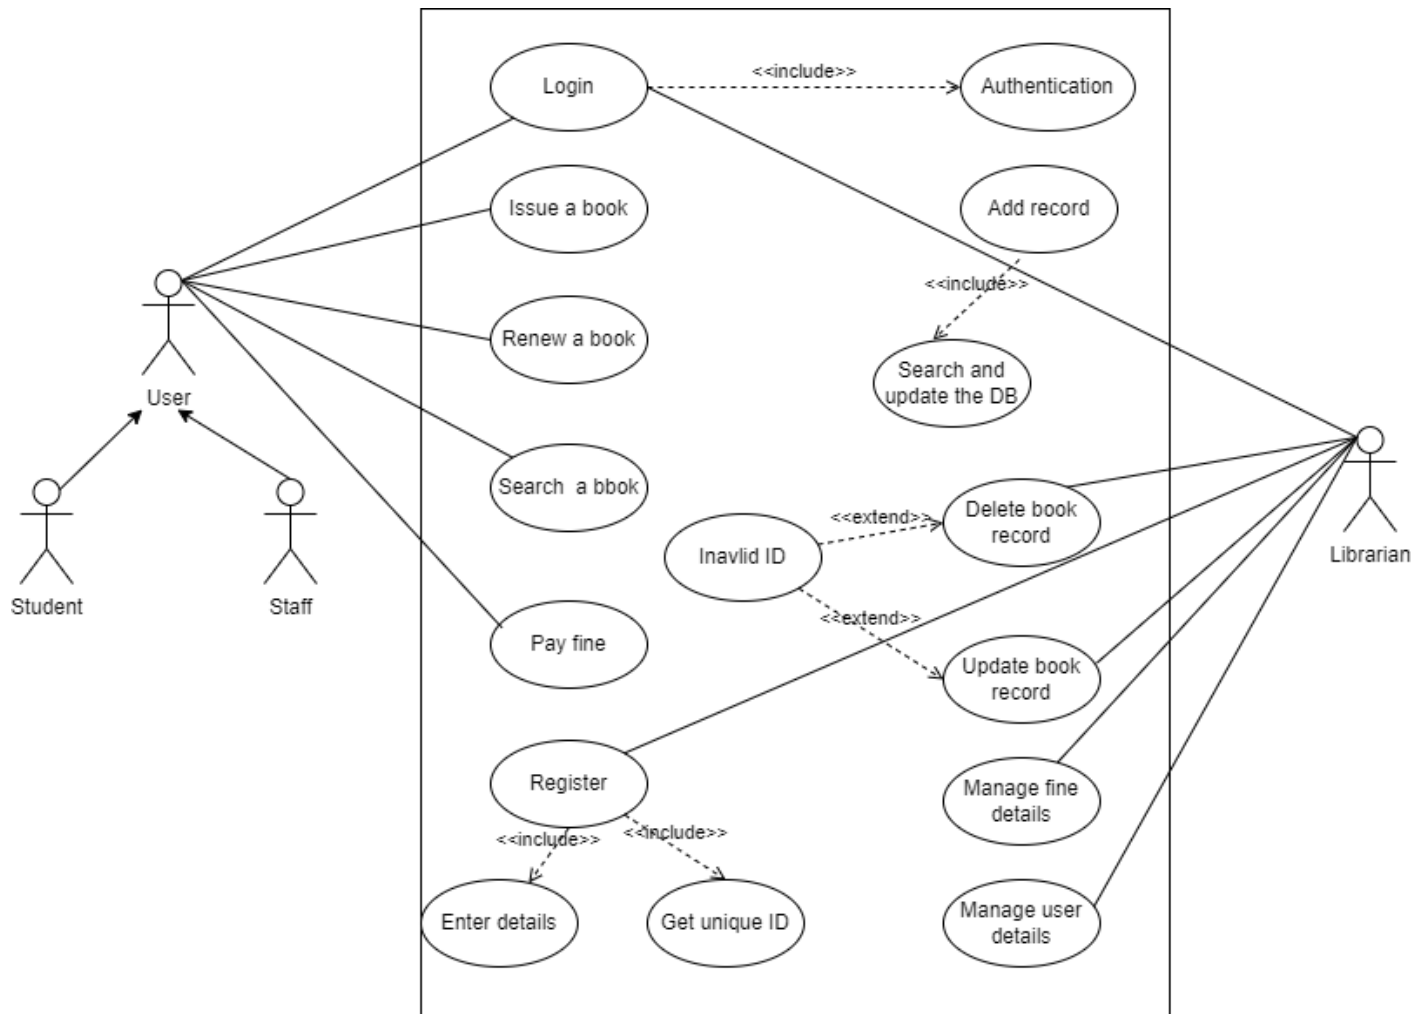 <<include>>
Login
Authentication
Issue a book
Add record
<<include>>
Renew a book
Search and
update the DB
User
Search  a bbok
<<extend>>
Delete book
record
Inavlid ID
Librarian
Student
Staff
<<extend>>
Pay fine
Update book
record
Register
Manage fine
details
<<include>>
<<include>>
Enter details
Get unique ID
Manage user
details